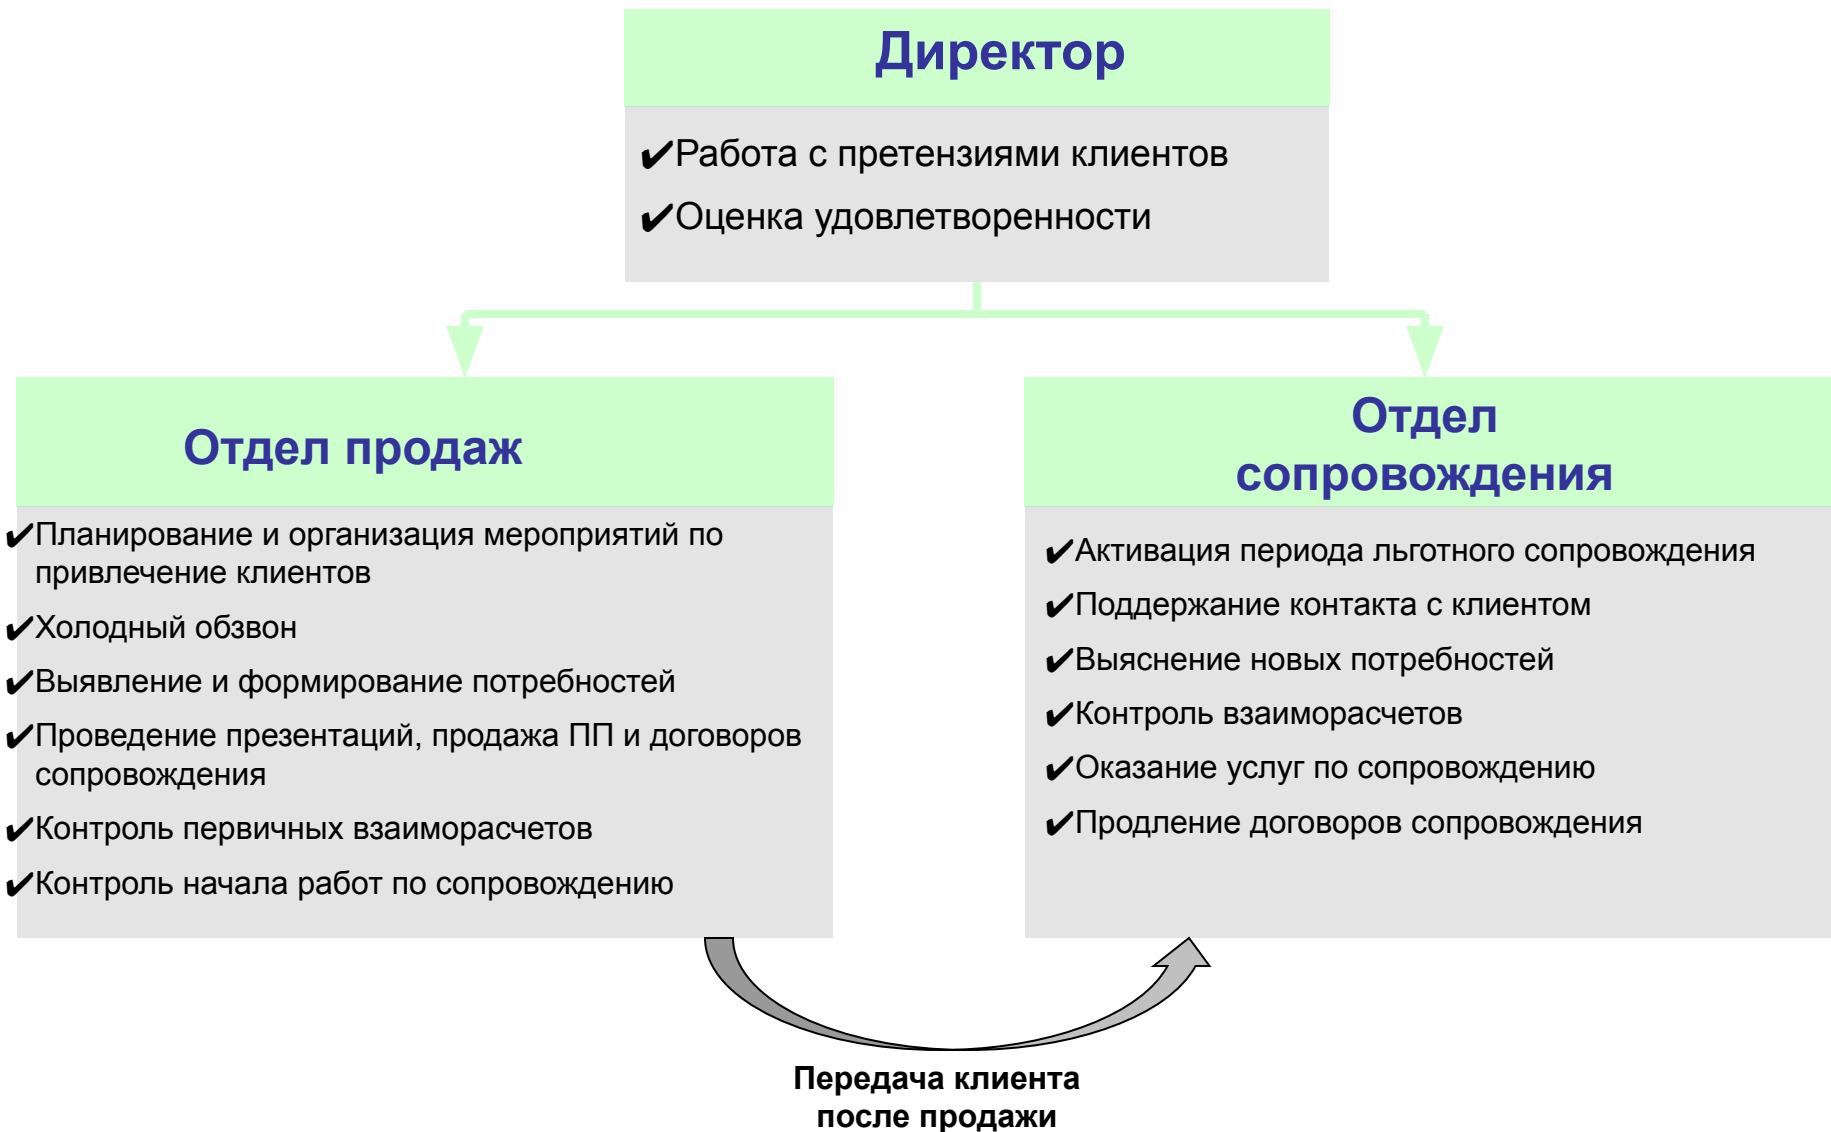 Директор
✔Работа с претензиями клиентов
✔Оценка удовлетворенности
Отдел продаж
✔Планирование и организация мероприятий по
привлечение клиентов
✔Холодный обзвон
✔Выявление и формирование потребностей
✔Проведение презентаций, продажа ПП и договоров
сопровождения
✔Контроль первичных взаиморасчетов
✔Контроль начала работ по сопровождению
Отдел
сопровождения
✔Активация периода льготного сопровождения
✔Поддержание контакта с клиентом
✔Выяснение новых потребностей
✔Контроль взаиморасчетов
✔Оказание услуг по сопровождению
✔Продление договоров сопровождения
Передача клиента
после продажи